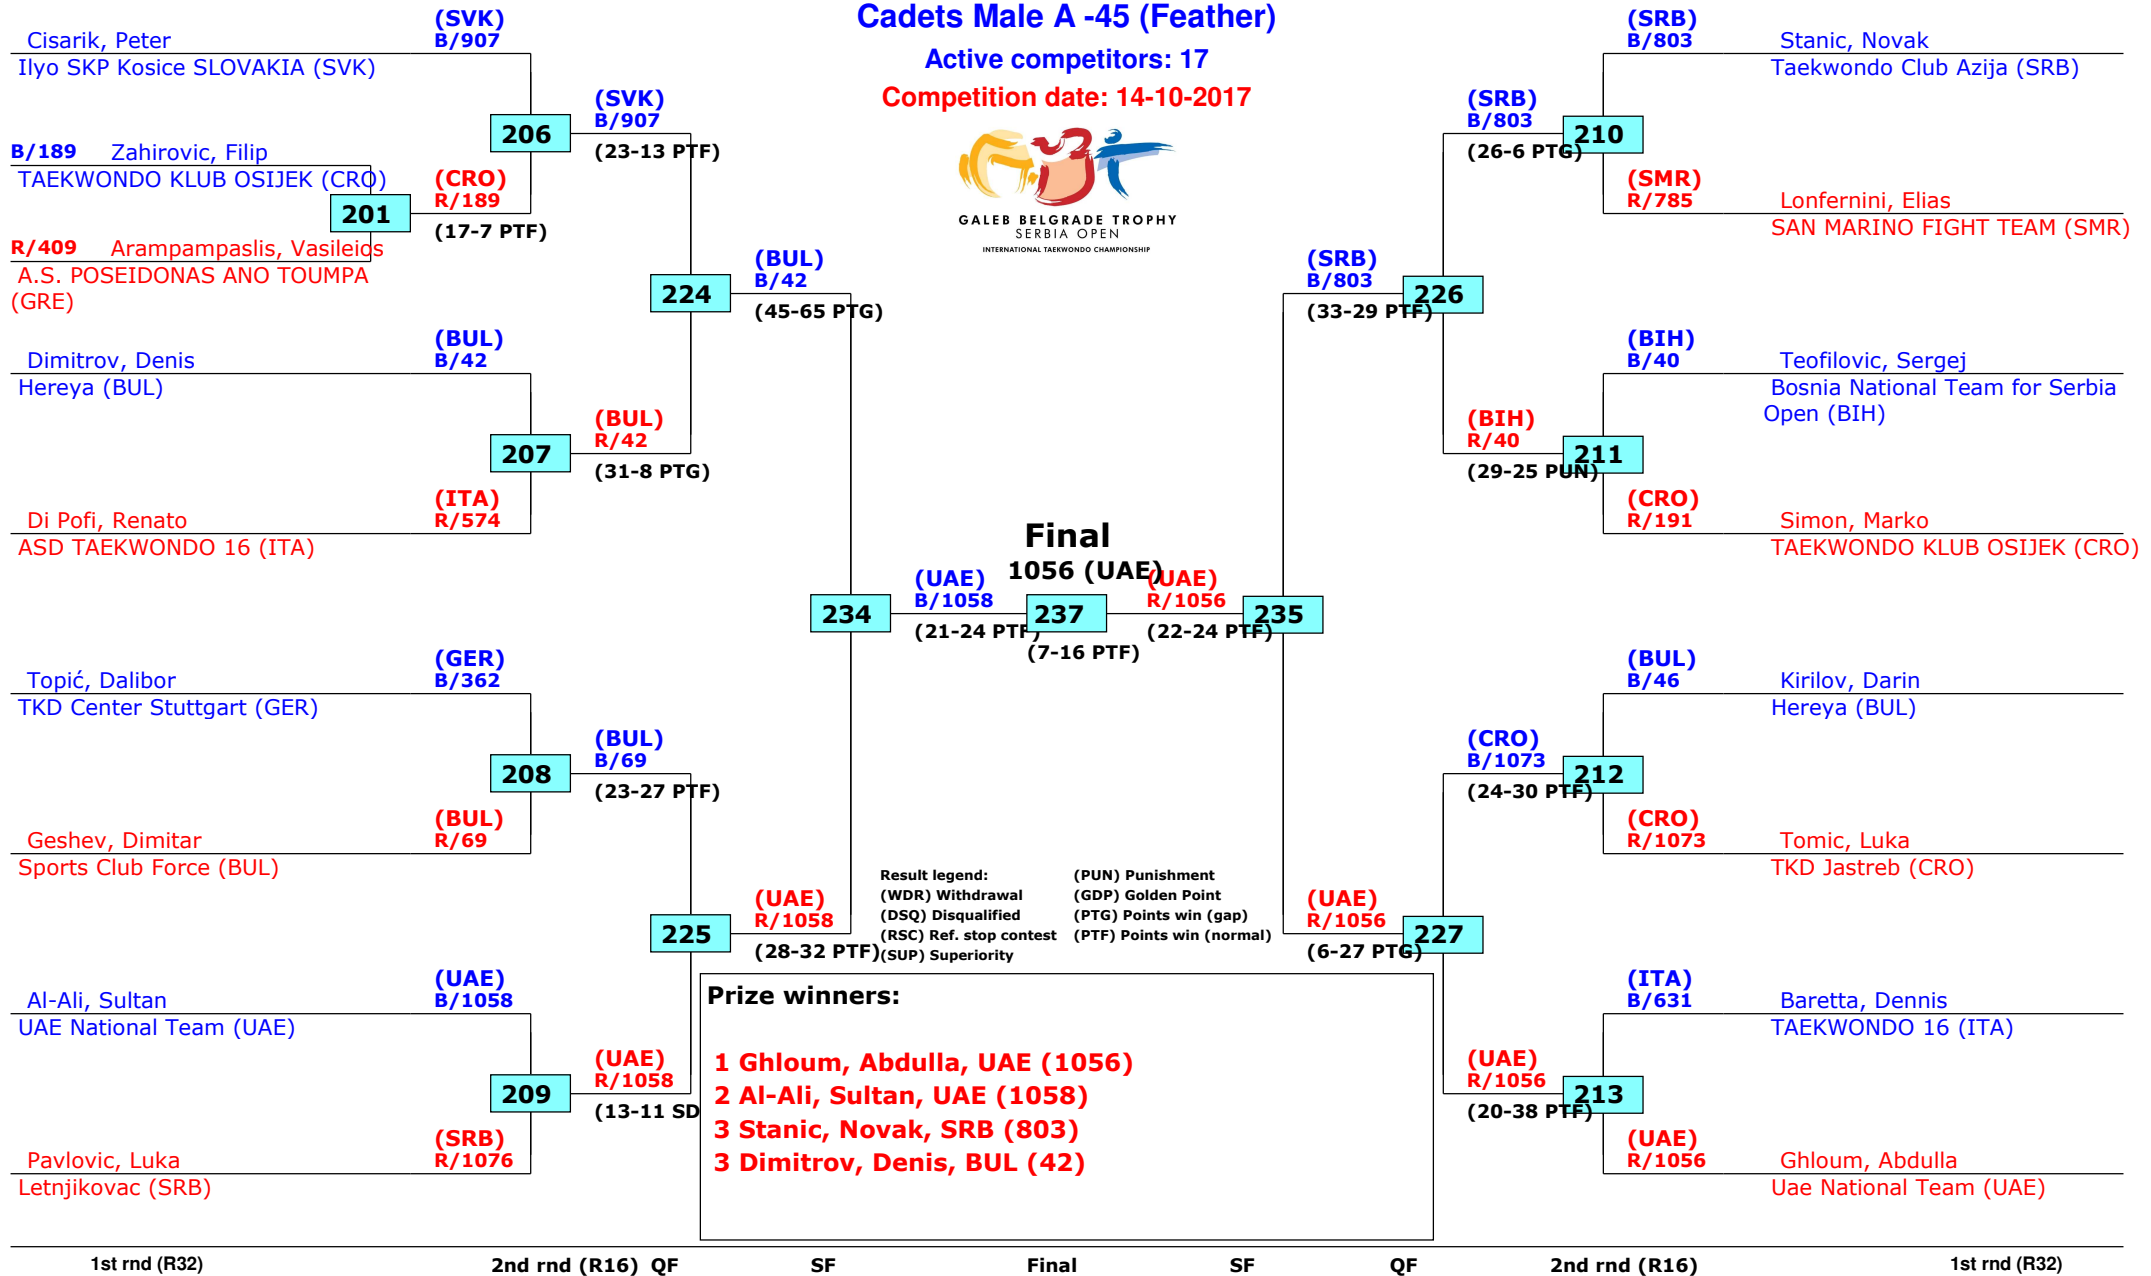 Cadets Male A -45 (Feather)
Active competitors: 17
Competition date: 14-10-2017
GALEB BELGRADE TROPHY
SERBIA OPEN
INTERNATIONAL TAEKWONDO CHAMPIONSHIP
Cisarik, Peter
Ilyo SKP Kosice SLOVAKIA (SVK)
(SVK)
B/907
B/189 Zahirovic, Filip
TAEKWONDO KLUB OSIJEK (CRO)
R/409 Arampampaslis, Vasileios
A.S. POSEIDONAS ANO TOUMPA
(GRE)
201
(CRO)
R/189
(17-7 PTF)
206
(SVK)
B/907
(23-13 PTF)
Dimitrov, Denis
Hereya (BUL)
(BUL)
B/42
Di Pofi, Renato
ASD TAEKWONDO 16 (ITA)
(ITA)
R/574
207
(BUL)
R/42
(31-8 PTG)
224
(BUL)
B/42
(45-65 PTG)
Topić, Dalibor
TKD Center Stuttgart (GER)
(GER)
B/362
Geshev, Dimitar
Sports Club Force (BUL)
(BUL)
R/69
208
(BUL)
B/69
(23-27 PTF)
Al-Ali, Sultan
UAE National Team (UAE)
(UAE)
B/1058
Pavlovic, Luka
Letnjikovac (SRB)
(SRB)
R/1076
209
(UAE)
R/1058
(13-11 SD
225
(UAE)
R/1058
(28-32 PTF)
234
(UAE)
B/1058
(21-24 PTF)
Final
1056 (UAE)
237
(7-16 PTF)
(UAE)
R/1056
(22-24 PTF)
235
(SRB)
B/803
Stanic, Novak
Taekwondo Club Azija (SRB)
(SMR)
R/785
Lonfernini, Elias
SAN MARINO FIGHT TEAM (SMR)
210
(SRB)
B/803
(26-6 PTG)
(BIH)
B/40
Teofilovic, Sergej
Bosnia National Team for Serbia
Open (BIH)
(CRO)
R/191
Simon, Marko
TAEKWONDO KLUB OSIJEK (CRO)
211
(BIH)
R/40
(29-25 PUN)
226
(SRB)
B/803
(33-29 PTF)
(BUL)
B/46
Kirilov, Darin
Hereya (BUL)
(CRO)
R/1073
Tomic, Luka
TKD Jastreb (CRO)
212
(CRO)
B/1073
(24-30 PTF)
(ITA)
B/631
Baretta, Dennis
TAEKWONDO 16 (ITA)
(UAE)
R/1056
Ghloum, Abdulla
Uae National Team (UAE)
213
(UAE)
R/1056
(20-38 PTF)
227
(UAE)
R/1056
(6-27 PTG)
Result legend:
(WDR) Withdrawal
(DSQ) Disqualified
(RSC) Ref. stop contest
(SUP) Superiority
(PUN) Punishment
(GDP) Golden Point
(PTG) Points win (gap)
(PTF) Points win (normal)
Prize winners:
1 Ghloum, Abdulla, UAE (1056)
2 Al-Ali, Sultan, UAE (1058)
3 Stanic, Novak, SRB (803)
3 Dimitrov, Denis, BUL (42)
1st rnd (R32) 2nd rnd (R16) QF SF Final SF QF 2nd rnd (R16) 1st rnd (R32)